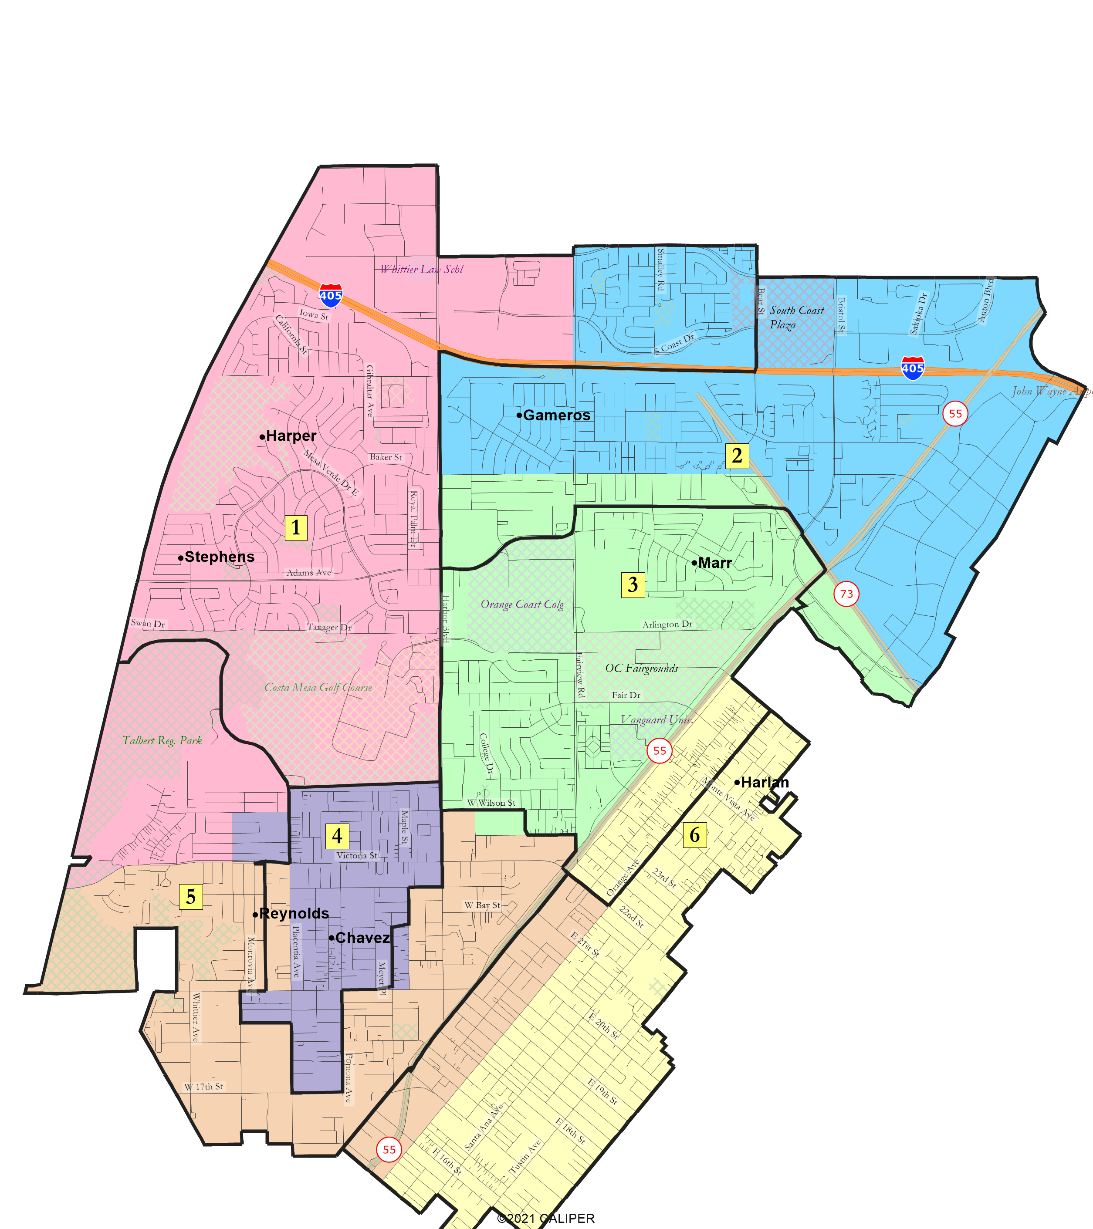 Whittier Law Schl
405
Iowa St
California St
Smalley Rd
S Coast Dr
Bear St
South Coast
Plaza
Bristol St
Sakioka Dr
Anton Blvd
405
John Wayne
55
Gibraltar Ave
Gameros
Harper
Baker St
2
Mesa Verde Dr E
1
Stephens
Adams Ave
Marr
3
73
Orange Coast Colg
Swan Dr
Tanager Dr
Harbor Blvd
Arlington Dr
Fairview Rd
OC Fairgrounds
Costa Mesa Golf Course
Fair Dr
Vanguard Univ.
Talbert Reg. Park
College Dr
55
Harlan
Monte Vista Ave
W Wilson St
Maple St
4
6
Victoria St
Orange Ave
23rd St
5
Reynolds
W Bay St
22nd St
Chavez
Placentia Ave
Monrovia Ave
E 21st St
Whittier Ave
E 20th St
W 17th St
Pomona Ave
E 19th St
Santa Ana Ave
E 18th St
55
E 16th St
Tustin Ave
©2021 CALIPER